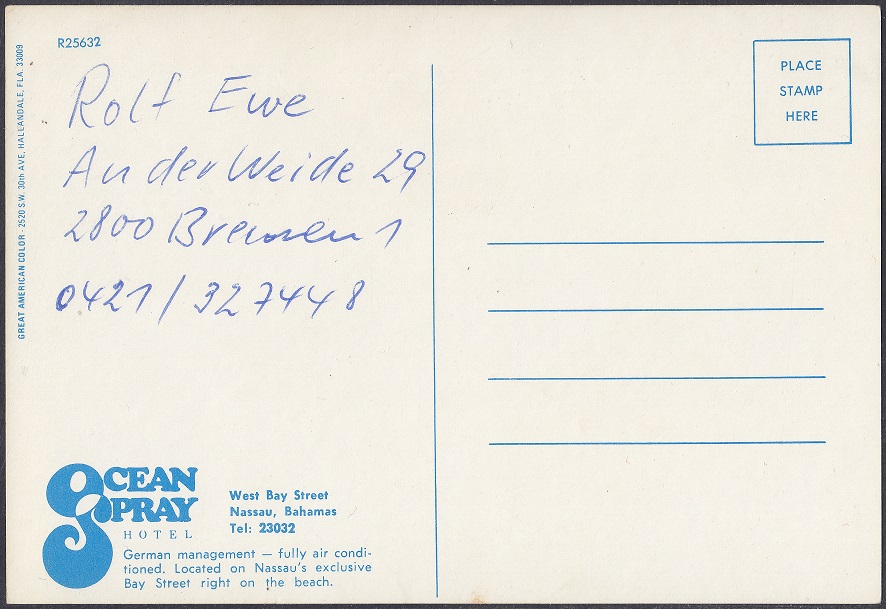 R25632
GREAT AMERICAN COLOR - 2520 S.W. 30th AVE. HALLANDALE, FLA. 33009
Rolf Ewe
An der Weide 29
2800 Bremen 1
0421 / 327448
OCEAN
SPRAY
HOTEL
West Bay Street
Nassau, Bahamas
Tel: 23032
German management — fully air condi-
tioned. Located on Nassau's exclusive
Bay Street right on the beach.
PLACE
STAMP
HERE